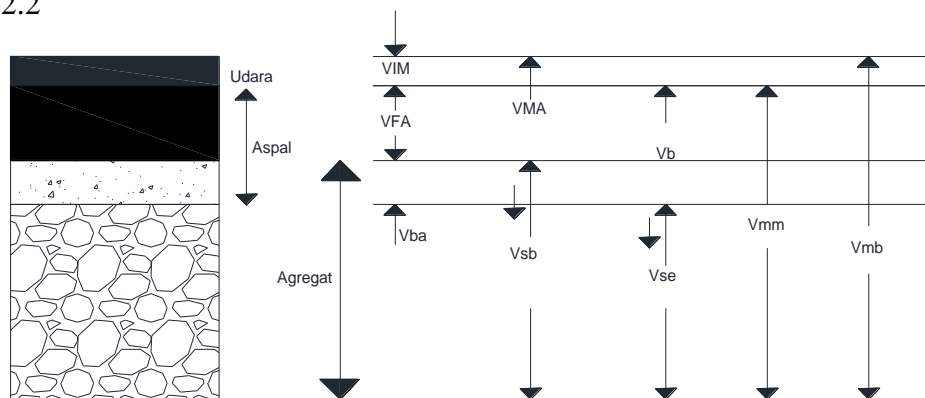 2.2
Udara
Aspal
Agregat
VIM
VFA
VMA
Vb
Vba
Vsb
Vse
Vmm
Vmb